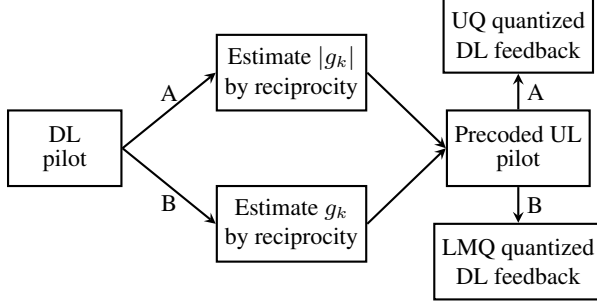 UQ quantized
DL feedback
Estimate |g_k|
by reciprocity
A
A
DL
pilot
Precoded UL
pilot
B
B
Estimate g_k
by reciprocity
LMQ quantized
DL feedback